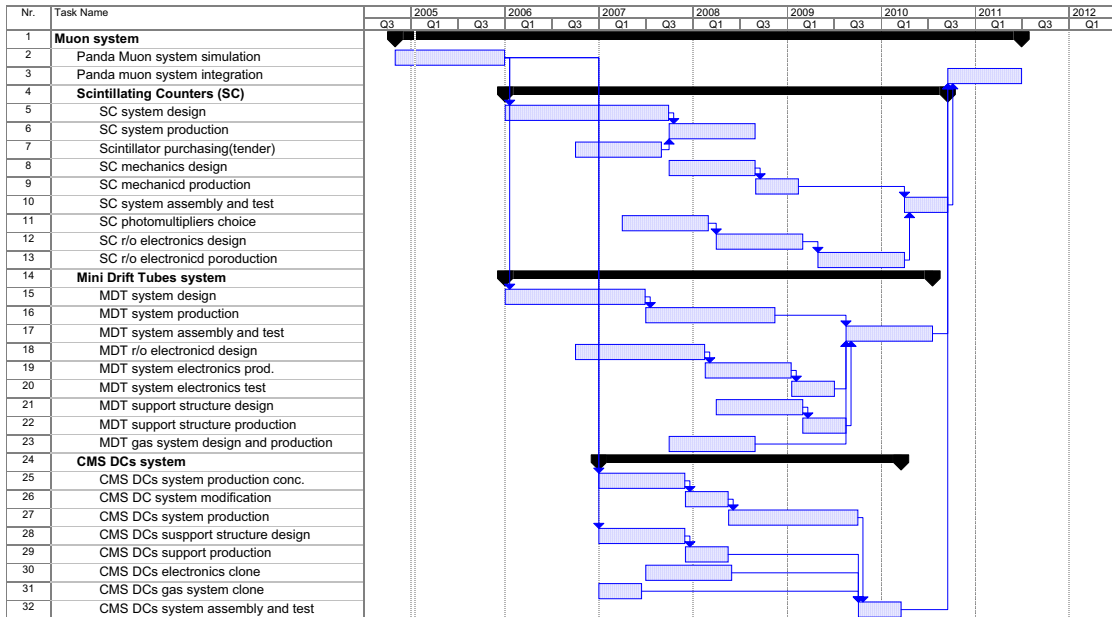 Nr. Task Name 2005 2006 2007 2008 2009 2010 2011 2012
Q3 Q1 Q3 Q1 Q3 Q1 Q3 Q1 Q3 Q1 Q3 Q1 Q3 Q1 Q3 Q1
1 Muon system
2 Panda Muon system simulation
3 Panda muon system integration
4 Scintillating Counters (SC)
5 SC system design
6 SC system production
7 Scintillator purchasing(tender)
8 SC mechanics design
9 SC mechanicd production
10 SC system assembly and test
11 SC photomultipliers choice
12 SC r/o electronics design
13 SC r/o electronicd poroduction
14 Mini Drift Tubes system
15 MDT system design
16 MDT system production
17 MDT system assembly and test
18 MDT r/o electronicd design
19 MDT system electronics prod.
20 MDT system electronics test
21 MDT support structure design
22 MDT support structure production
23 MDT gas system design and production
24 CMS DCs system
25 CMS DCs system production conc.
26 CMS DC system modification
27 CMS DCs system production
28 CMS DCs suspport structure design
29 CMS DCs support production
30 CMS DCs electronics clone
31 CMS DCs gas system clone
32 CMS DCs system assembly and test